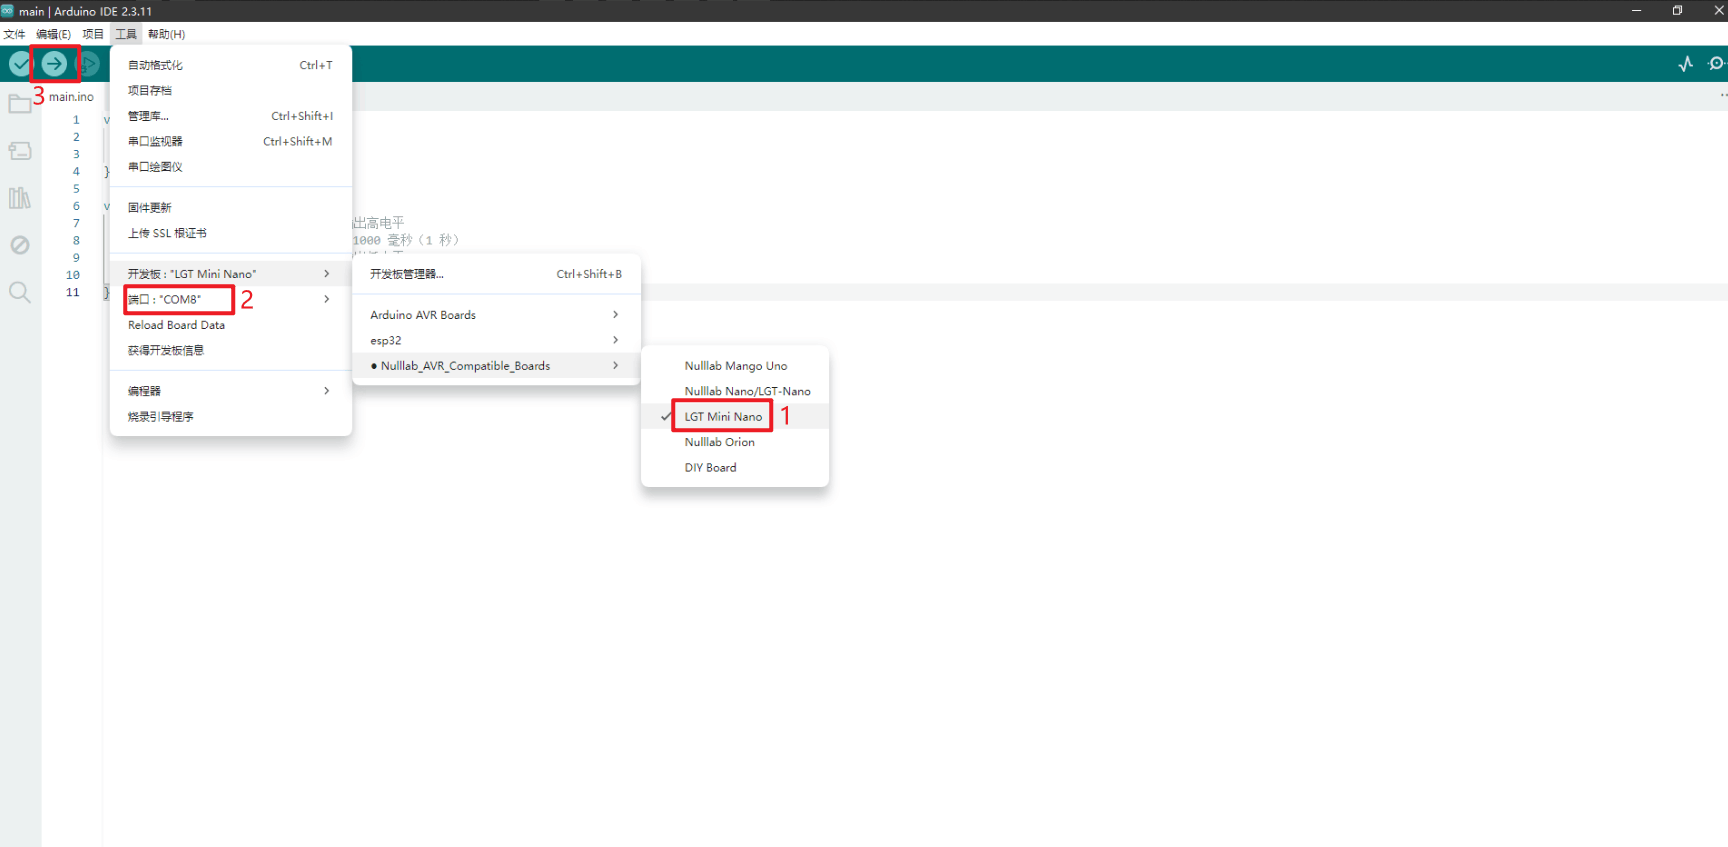 main | Arduino IDE 2.3.11
文件 编辑(E) 项目 工具 帮助(H)
3 main.ino
自动格式化 Ctrl+T
项目存档
管理库... Ctrl+Shift+I
串口监视器 Ctrl+Shift+M
串口绘图仪
固件更新
上传 SSL 根证书
开发板 : "LGT Mini Nano"
端口 : "COM8" 2
Reload Board Data
获得开发板信息
编程器
烧录引导程序
1 v
2
3
4 }
5
6 v
7 出高电平
8 1000 毫秒（1 秒）
9
10
11 }
开发板管理器... Ctrl+Shift+B
Arduino AVR Boards
esp32
Nulllab_AVR_Compatible_Boards
Nulllab Mango Uno
Nulllab Nano/LGT-Nano
LGT Mini Nano 1
Nulllab Orion
DIY Board